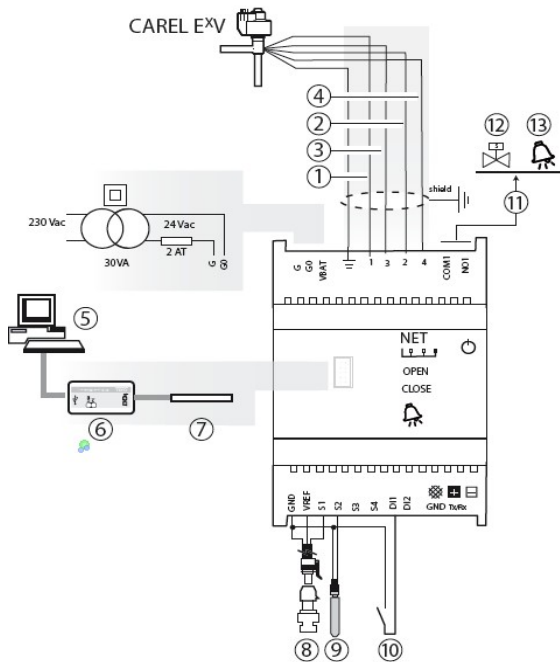 CAREL EXV
4
2
3
1
12
13
S
shield
11
230 Vac
24 Vac
2 AT
30VA
G
G0
G
G0
VBAT
1
3
2
4
COM1
NO1
5
NET
OPEN
CLOSE
6
7
GND
VREF
S1
S2
S3
S4
DI1
DI2
GND Tx/Rx
8
9
10